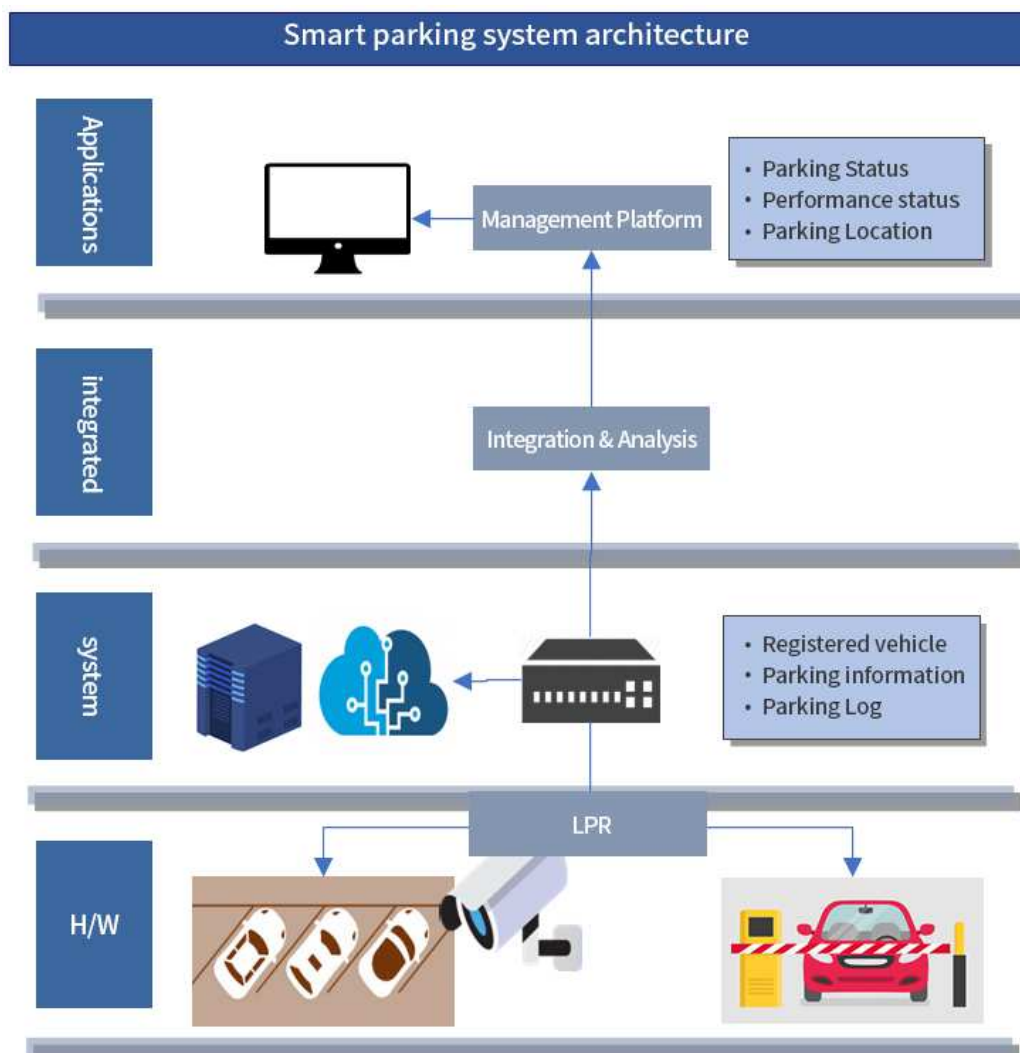 Smart parking system architecture
Applications
Management Platform
• Parking Status
• Performance status
• Parking Location
integrated
Integration & Analysis
system
• Registered vehicle
• Parking information
• Parking Log
LPR
H/W